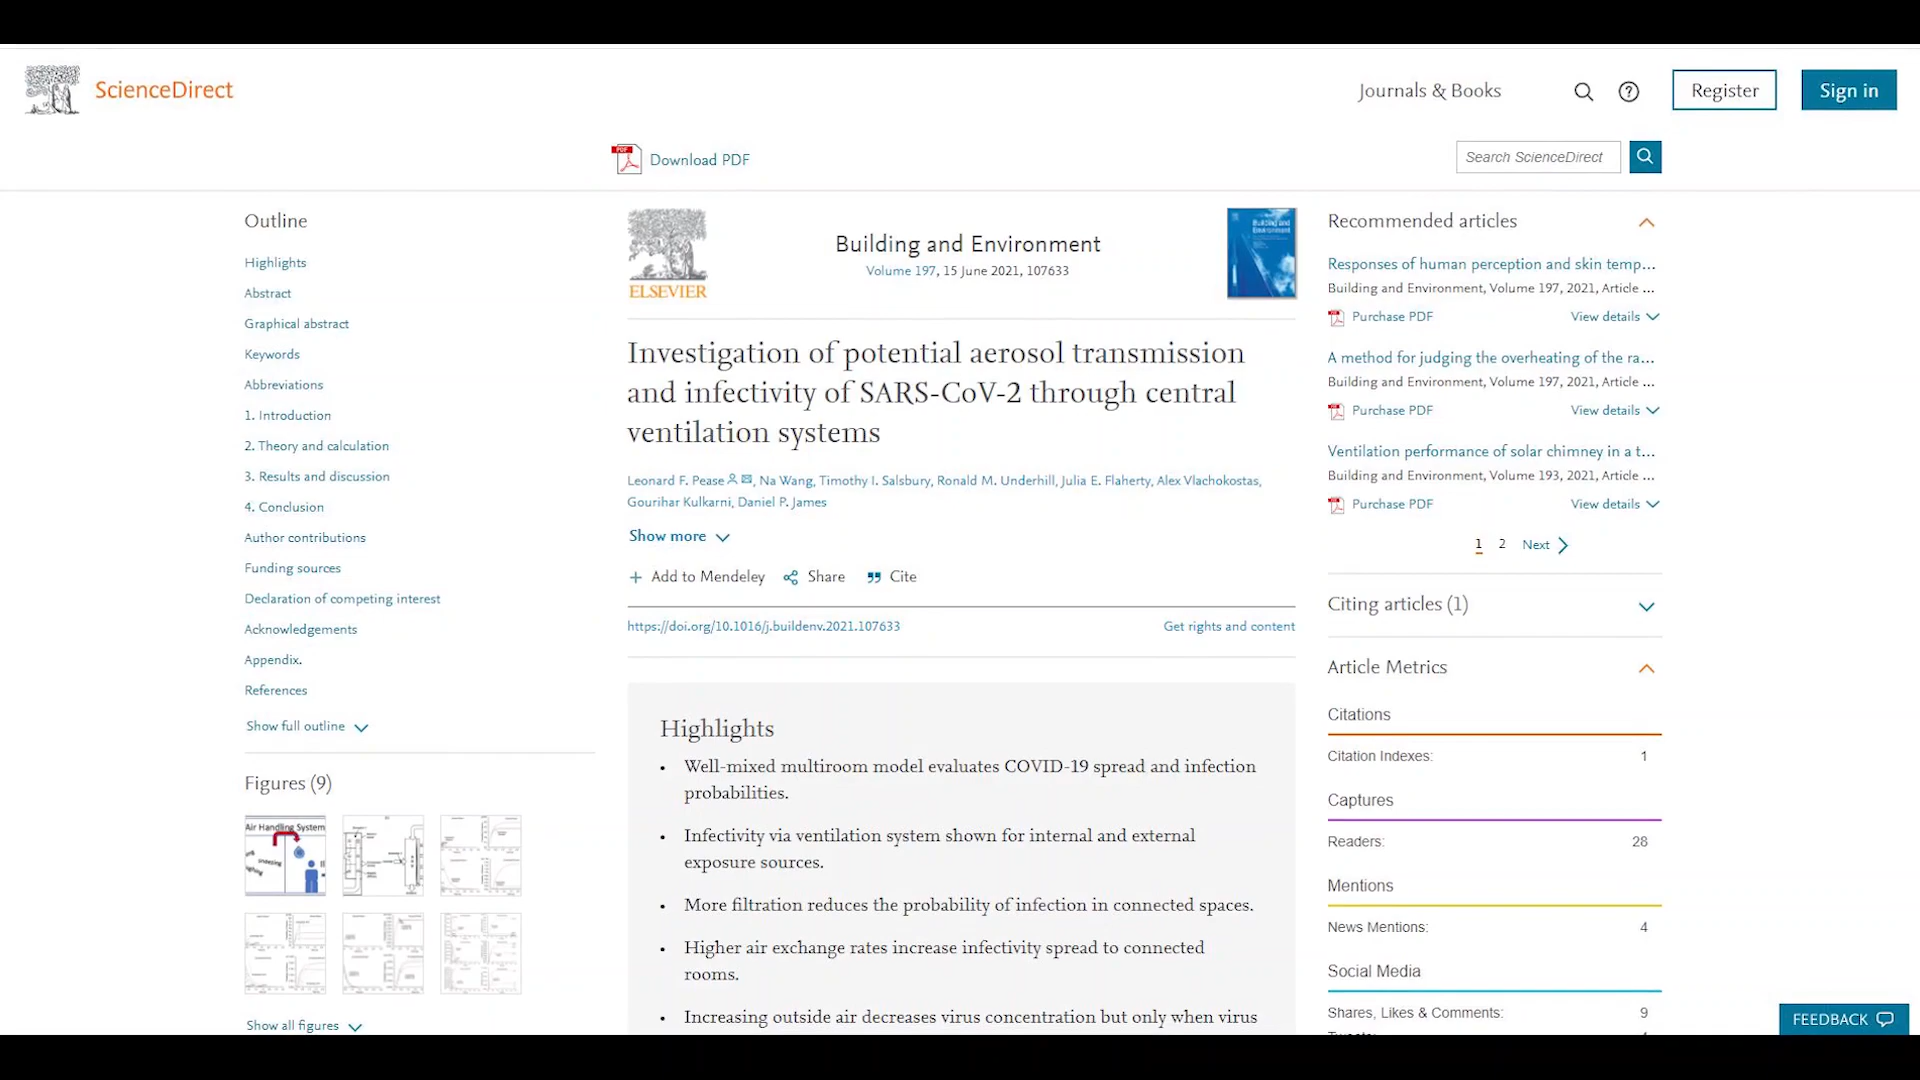 ScienceDirect
Journals & Books
Register
Sign in
Download PDF
Search ScienceDirect
Outline
Highlights
Abstract
Graphical abstract
Keywords
Abbreviations
1. Introduction
2. Theory and calculation
3. Results and discussion
4. Conclusion
Author contributions
Funding sources
Declaration of competing interest
Acknowledgements
Appendix.
References
Show full outline
Figures (9)
Air Handling System
Show all figures
ELSEVIER
Building and Environment
Volume 197, 15 June 2021, 107633
Building and
Environment
Investigation of potential aerosol transmission
and infectivity of SARS-CoV-2 through central
ventilation systems
Leonard F. Pease, Na Wang, Timothy I. Salsbury, Ronald M. Underhill, Julia E. Flaherty, Alex Vlachokostas,
Gourihar Kulkarni, Daniel P. James
Show more
Add to Mendeley Share Cite
https://doi.org/10.1016/j.buildenv.2021.107633
Get rights and content
Highlights
• Well-mixed multiroom model evaluates COVID-19 spread and infection
probabilities.
• Infectivity via ventilation system shown for internal and external
exposure sources.
• More filtration reduces the probability of infection in connected spaces.
• Higher air exchange rates increase infectivity spread to connected
rooms.
• Increasing outside air decreases virus concentration but only when virus
Recommended articles
Responses of human perception and skin temp...
Building and Environment, Volume 197, 2021, Article ...
PDF Purchase PDF View details
A method for judging the overheating of the ra...
Building and Environment, Volume 197, 2021, Article ...
Purchase PDF View details
Ventilation performance of solar chimney in a t...
Building and Environment, Volume 193, 2021, Article ...
Purchase PDF View details
1 2 Next
Citing articles (1)
Article Metrics
Citations
Citation Indexes: 1
Captures
Readers: 28
Mentions
News Mentions: 4
Social Media
Shares, Likes & Comments: 9
FEEDBACK